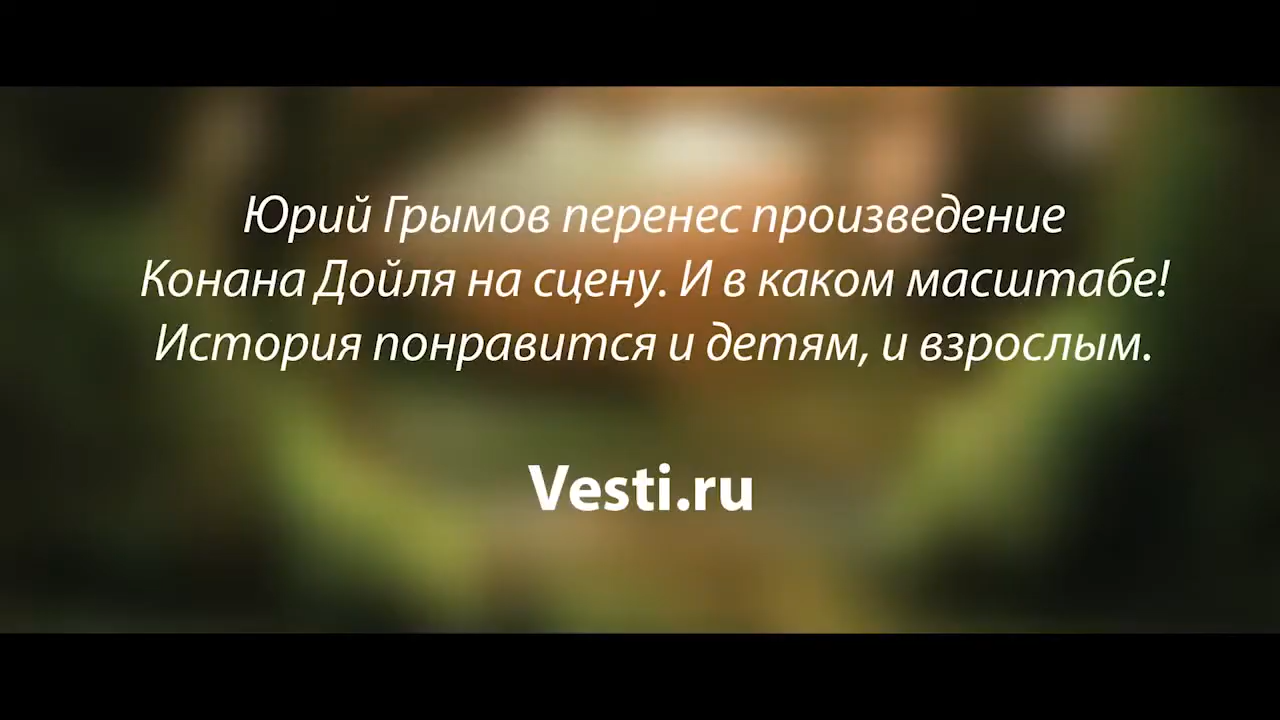 Юрий Грымов перенес произведение
Конана Дойля на сцену. И в каком масштабе!
История понравится и детям, и взрослым.
Vesti.ru